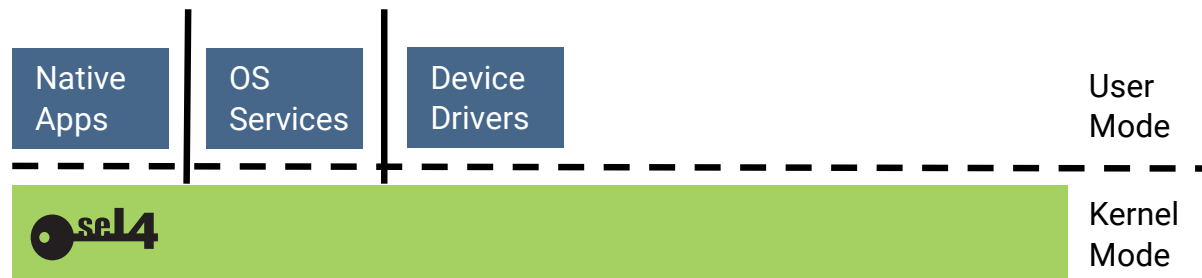 Native
Apps
OS
Services
Device
Drivers
User
Mode
seL4
Kernel
Mode